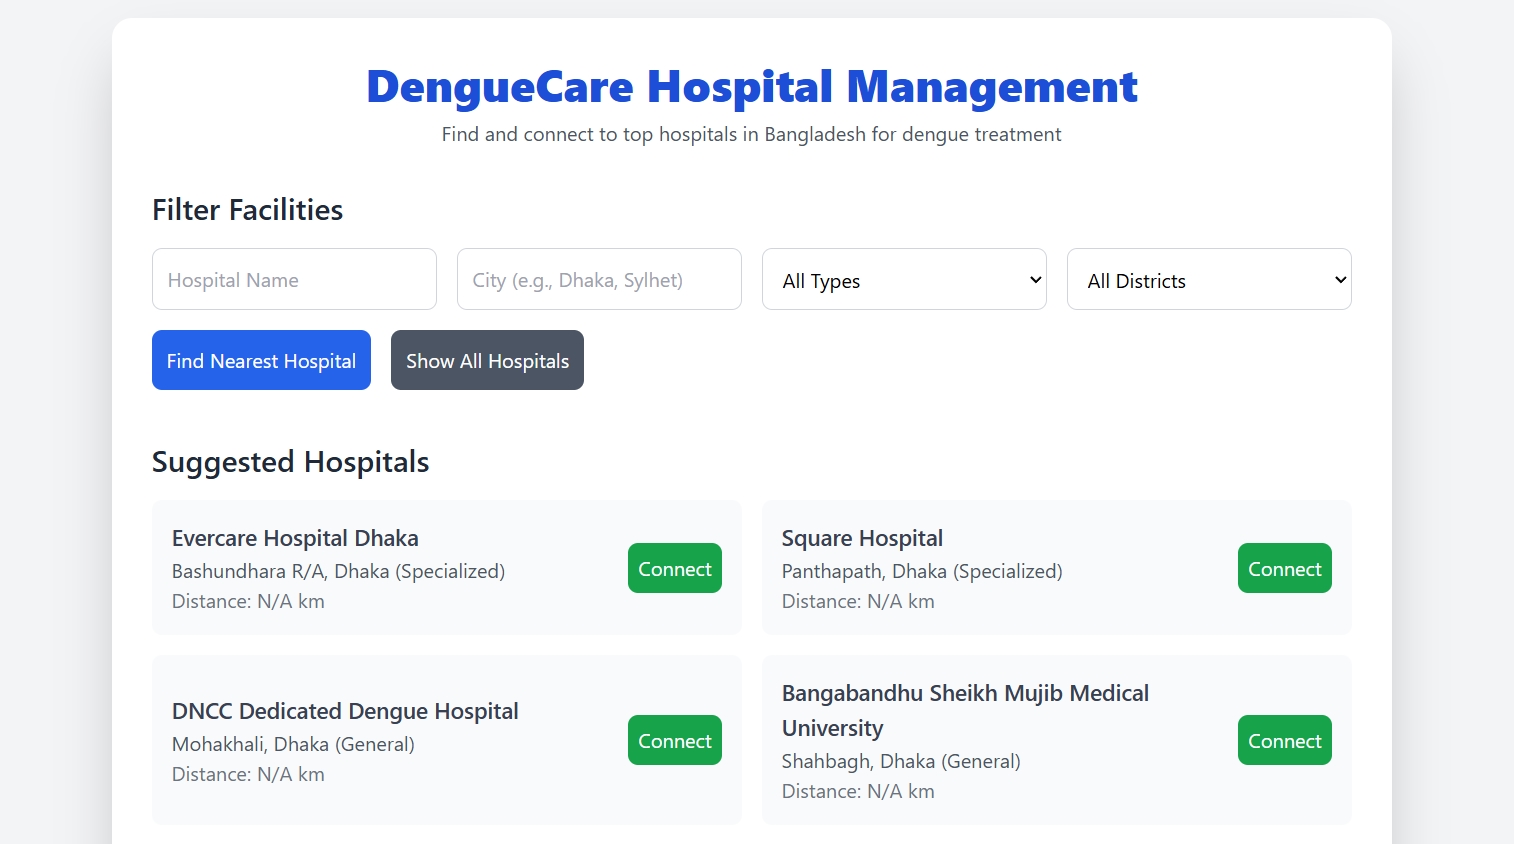 DengueCare Hospital Management
Find and connect to top hospitals in Bangladesh for dengue treatment
Filter Facilities
Hospital Name
City (e.g., Dhaka, Sylhet)
All Types
All Districts
Find Nearest Hospital
Show All Hospitals
Suggested Hospitals
Evercare Hospital Dhaka
Bashundhara R/A, Dhaka (Specialized)
Distance: N/A km
Connect
Square Hospital
Panthapath, Dhaka (Specialized)
Distance: N/A km
Connect
DNCC Dedicated Dengue Hospital
Mohakhali, Dhaka (General)
Distance: N/A km
Connect
Bangabandhu Sheikh Mujib Medical
University
Shahbagh, Dhaka (General)
Distance: N/A km
Connect